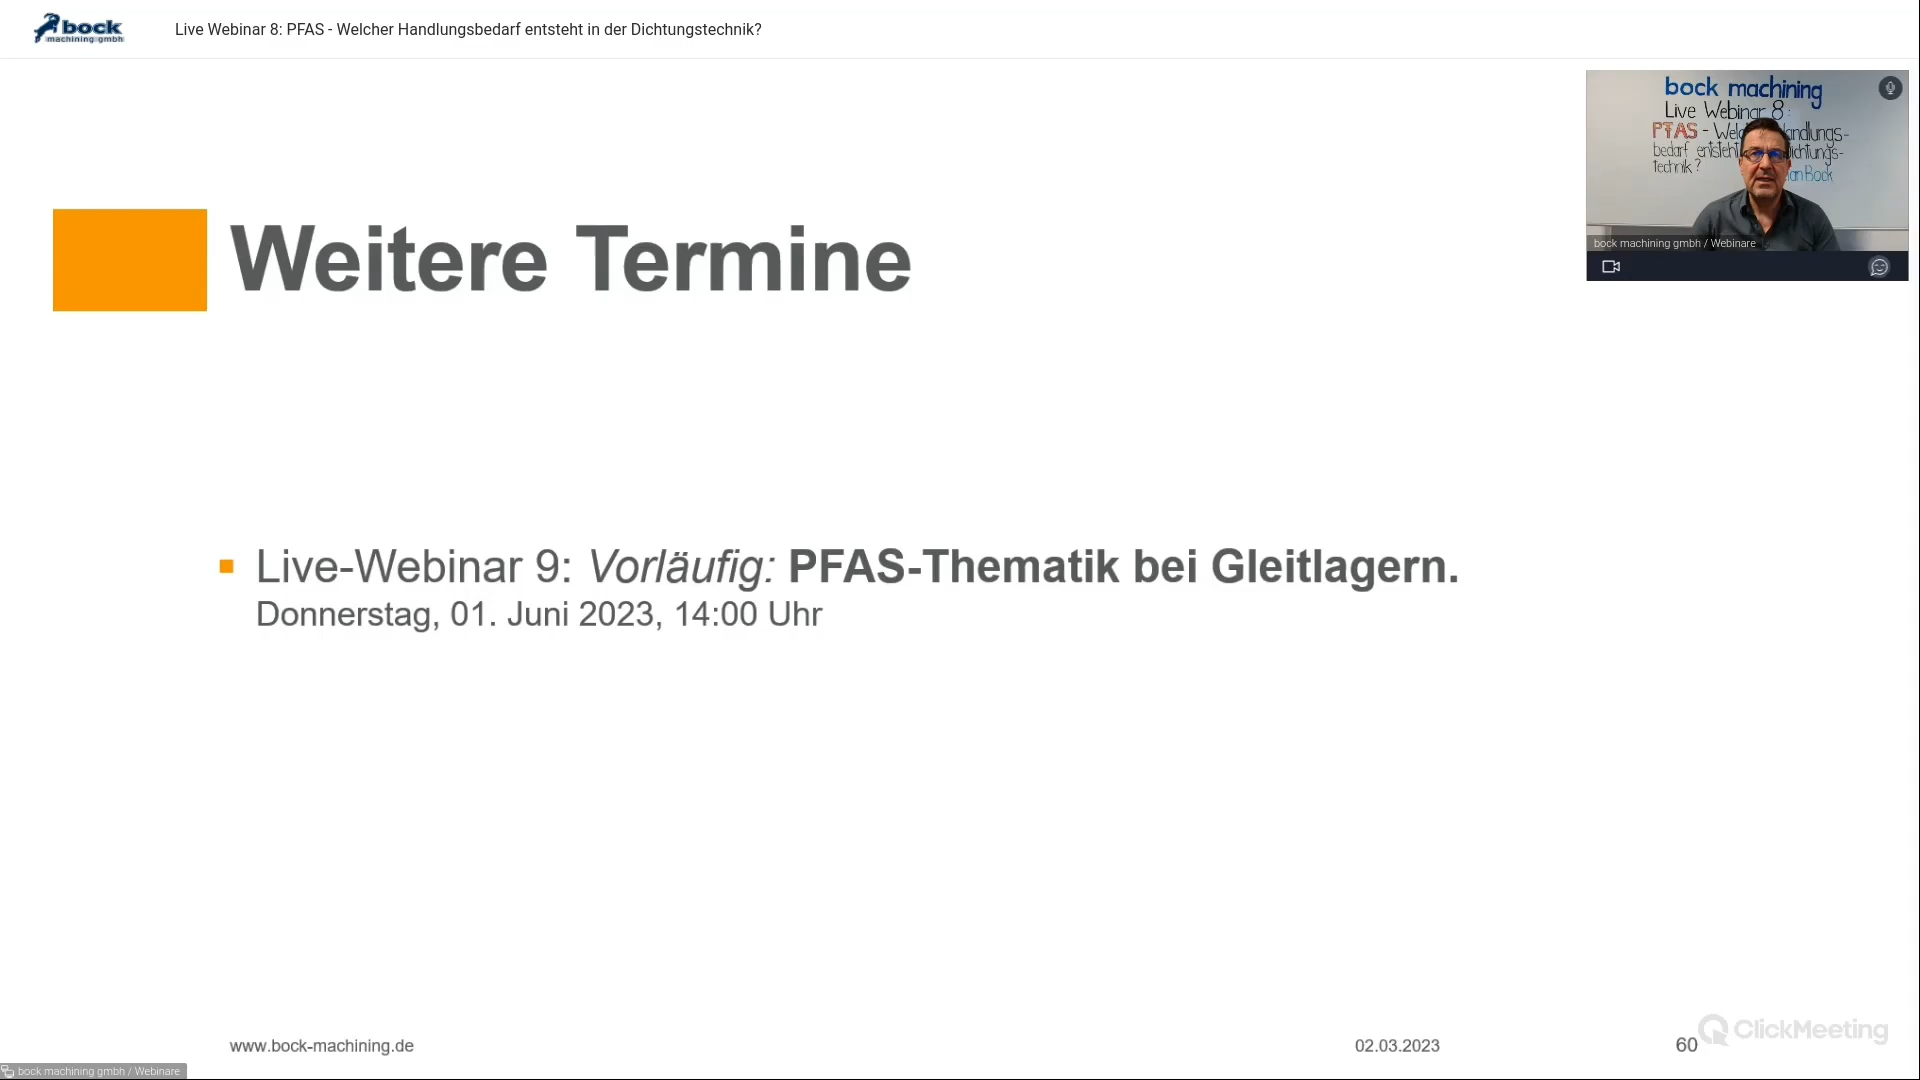 bock
machining gmbh
Live Webinar 8: PFAS - Welcher Handlungsbedarf entsteht in der Dichtungstechnik?
bock machining
Live Webinar 8:
PFAS -
andlungs-
bedarf entsteht
technik?
Bock
bock machining gmbh / Webinare
Weitere Termine
Live-Webinar 9: Vorläufig: PFAS-Thematik bei Gleitlagern.
Donnerstag, 01. Juni 2023, 14:00 Uhr
www.bock-machining.de
02.03.2023
60
ClickMeeting
bock machining gmbh / Webinare